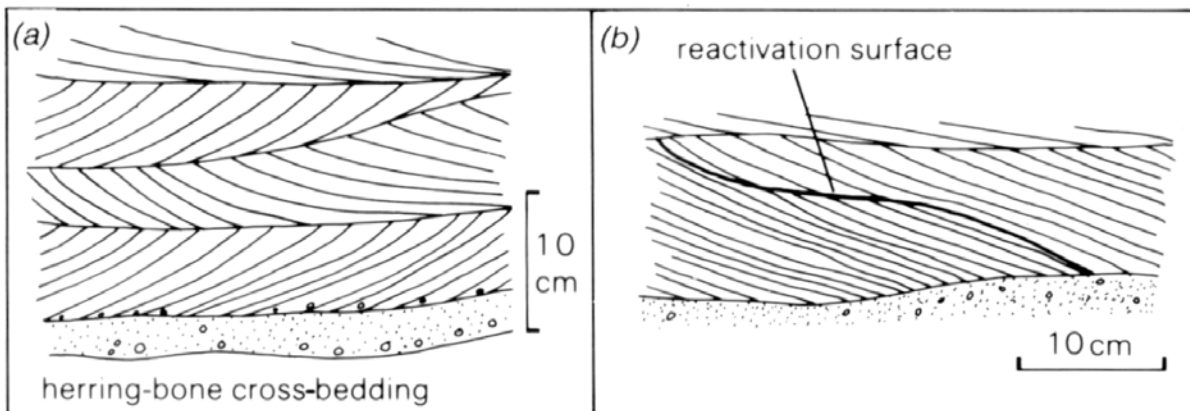 (a)
10
cm
herring-bone cross-bedding
(b)
reactivation surface
10 cm